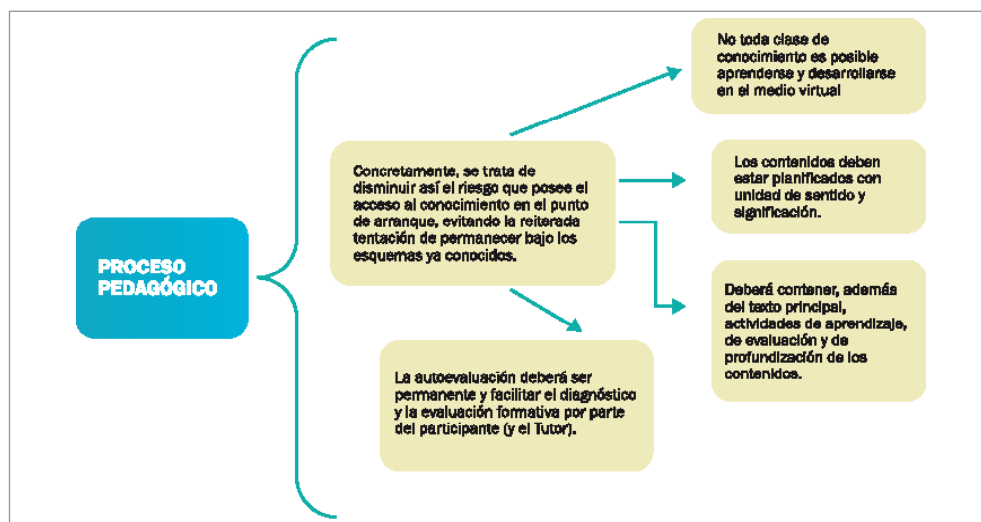 PROCESO
PEDAGÓGICO
Concretamente, se trata de
disminuir así el riesgo que posee el
acceso al conocimiento en el punto
de arranque, evitando la reiterada
tentación de permanecer bajo los
esquemas ya conocidos.
No toda clase de
conocimiento es posible
aprenderse y desarrollarse
en el medio virtual
Los contenidos deben
estar planificados con
unidad de sentido y
significación.
Deberá contener, además
del texto principal,
actividades de aprendizaje,
de evaluación y de
profundización de los
contenidos.
La autoevaluación deberá ser
permanente y facilitar el diagnóstico
y la evaluación formativa por parte
del participante (y el Tutor).